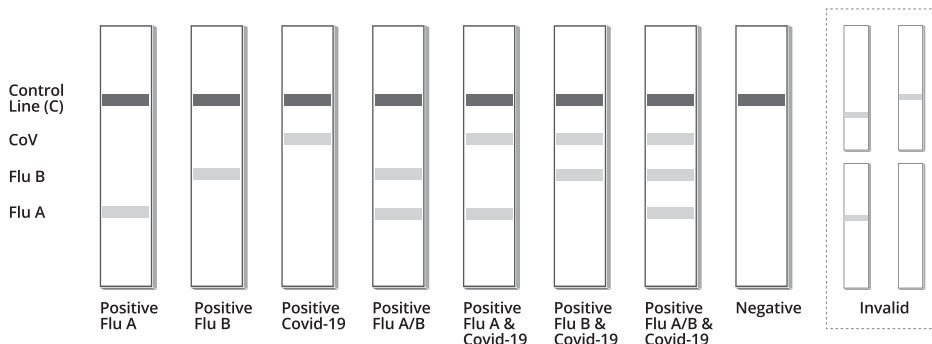 Control
Line (C)
CoV
Flu B
Flu A
Positive
Flu A
Positive
Flu B
Positive
Covid-19
Positive
Flu A/B
Positive
Flu A &
Covid-19
Positive
Flu B &
Covid-19
Positive
Flu A/B &
Covid-19
Negative
Invalid